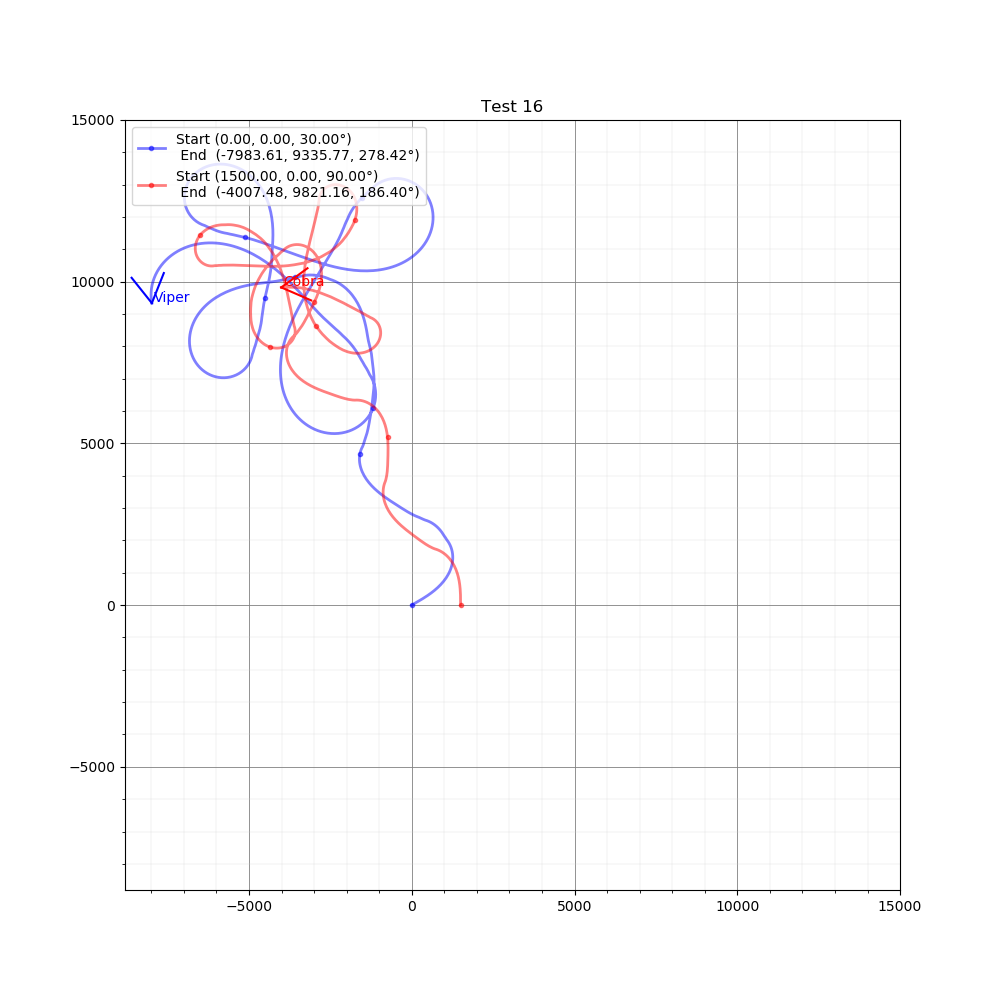 Test 16
Start (0.00, 0.00, 30.00°)
End (-7983.61, 9335.77, 278.42°)
Start (1500.00, 0.00, 90.00°)
End (-4007.48, 9821.16, 186.40°)
15000
10000
5000
0
−5000
Viper
Cobra
−5000 0 5000 10000 15000